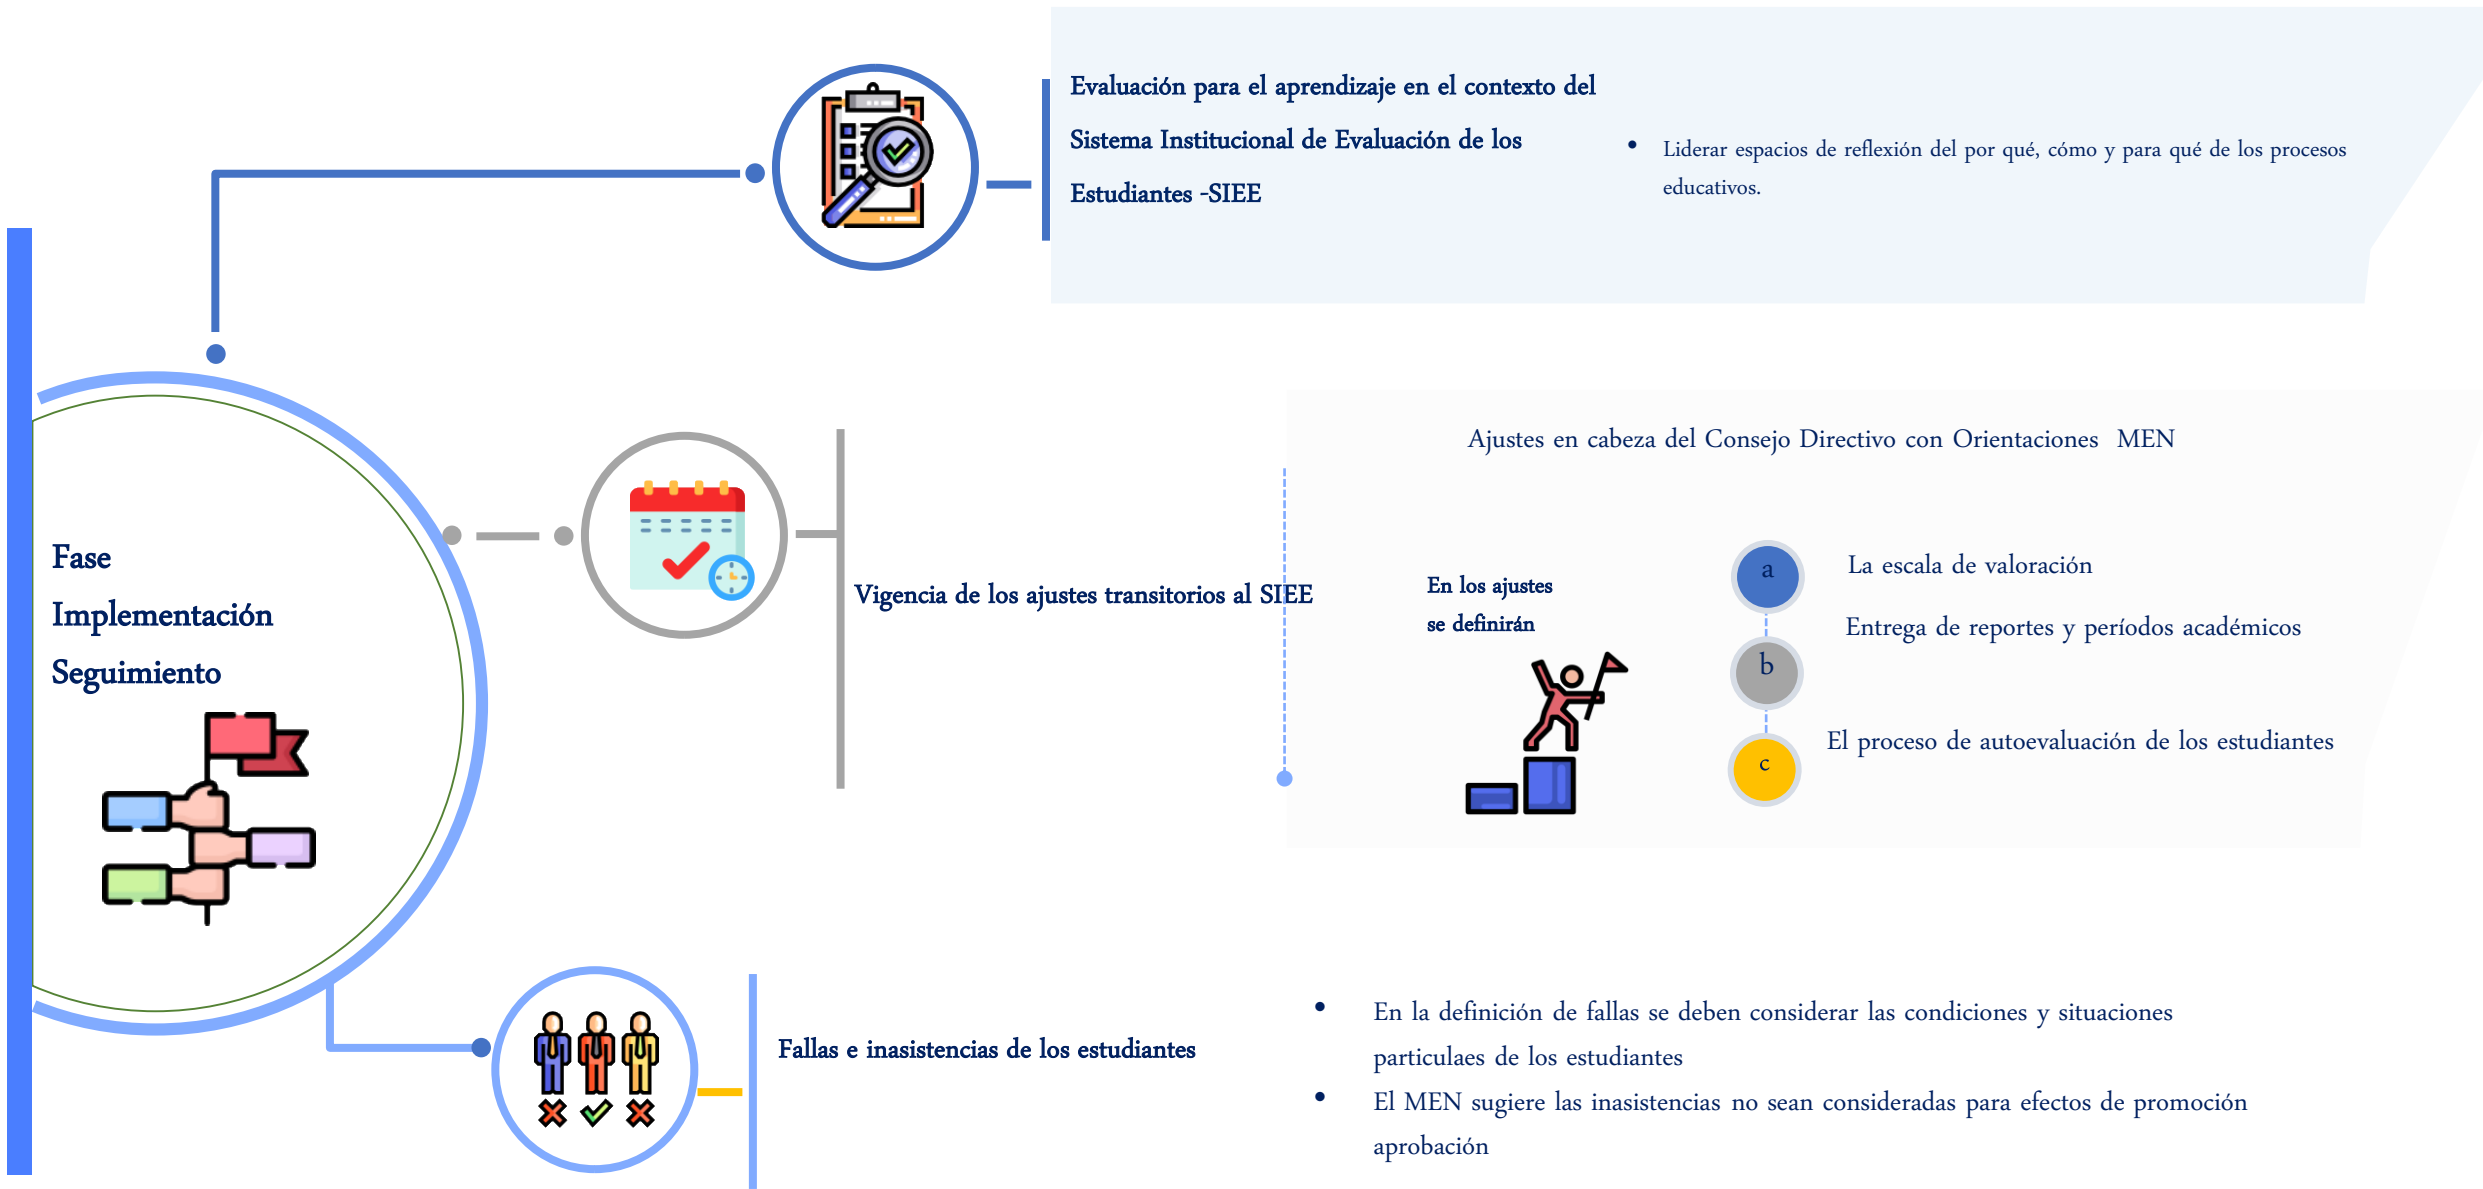 Evaluación para el aprendizaje en el contexto del
Sistema Institucional de Evaluación de los
Estudiantes -SIEE
• Liderar espacios de reflexión del por qué, cómo y para qué de los procesos
educativos.
Fase
Implementación
Seguimiento
Vigencia de los ajustes transitorios al SIEE
Ajustes en cabeza del Consejo Directivo con Orientaciones MEN
En los ajustes
se definirán
a
La escala de valoración
b
Entrega de reportes y períodos académicos
c
El proceso de autoevaluación de los estudiantes
Fallas e inasistencias de los estudiantes
• En la definición de fallas se deben considerar las condiciones y situaciones
particulaes de los estudiantes
• El MEN sugiere las inasistencias no sean consideradas para efectos de promoción
aprobación